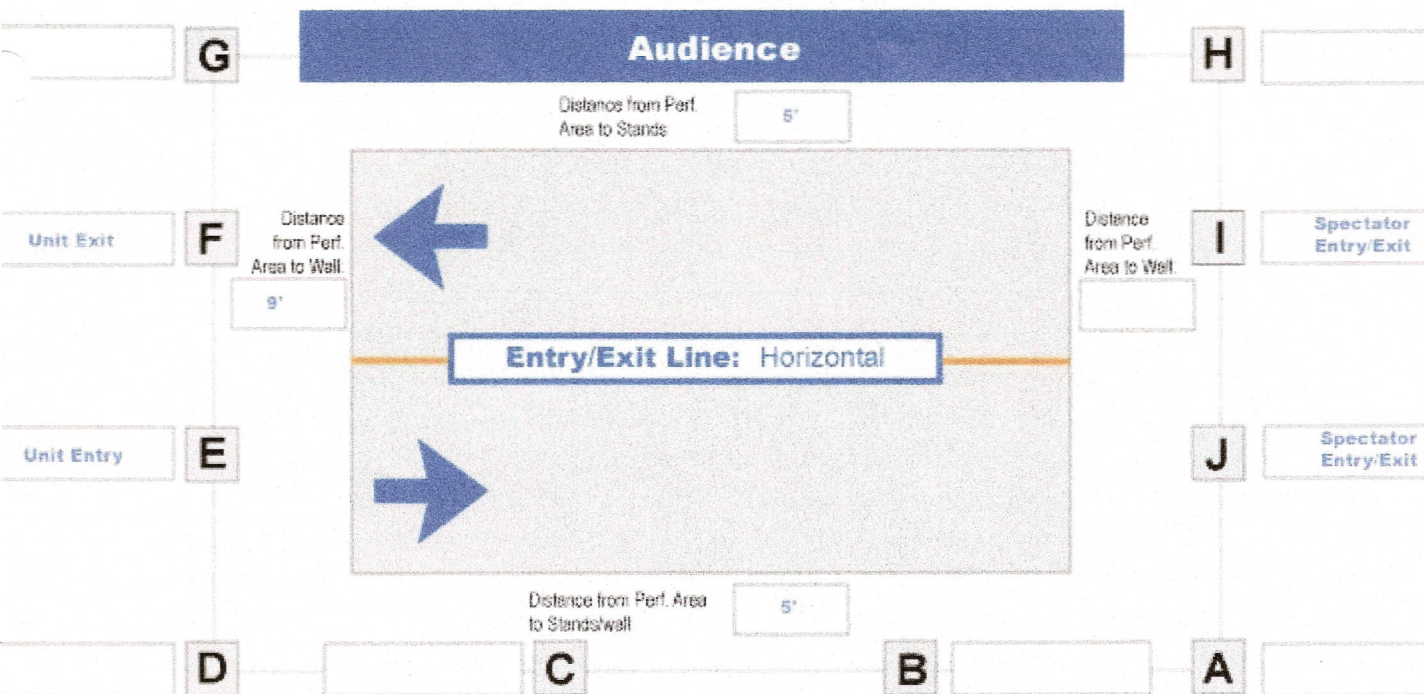 G
Audience
H
Distance from Perf.
Area to Stands
5'
Unit Exit
F
Distance
from Perf.
Area to Wall:
9'
Distance
from Perf.
Area to Wall:
I
Spectator
Entry/Exit
Entry/Exit Line: Horizontal
Unit Entry
E
J
Spectator
Entry/Exit
Distance from Perf. Area
to Stands/wall
5'
D
C
B
A